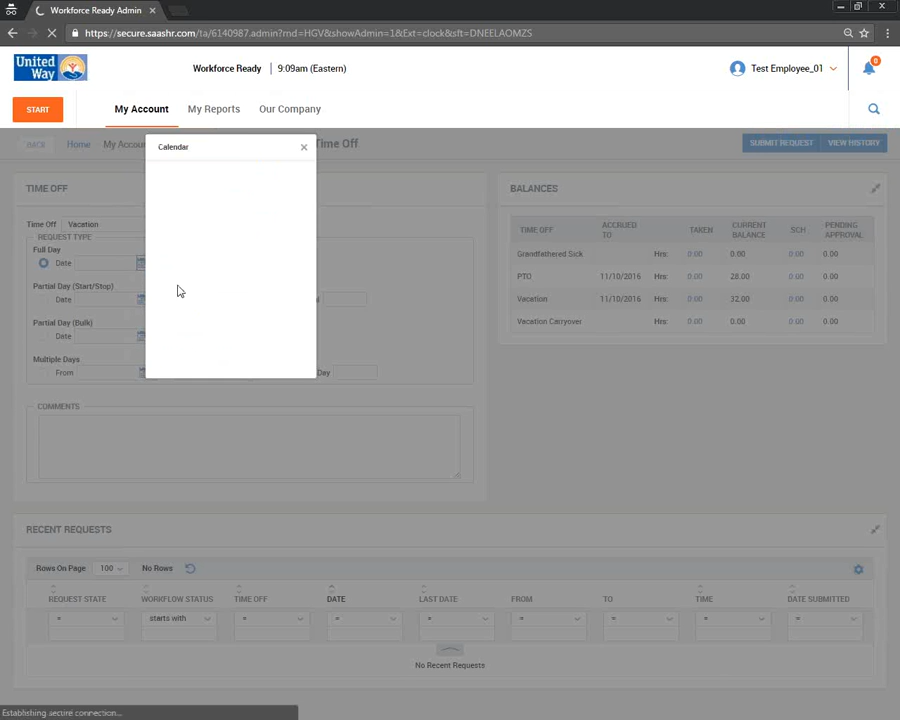 Workforce Ready Admin
https://secure.saashr.com/ta/6140987.admin?rnd=HGV&showAdmin=1&Ext=clock&sft=DNEELAOMZS
United Way
Workforce Ready
9:09am (Eastern)
Test Employee_01
0
START
My Account
My Reports
Our Company
BACK
Home
My Accou
Time Off
SUBMIT REQUEST
VIEW HISTORY
Calendar
TIME OFF
BALANCES
Time Off
Vacation
REQUEST TYPE
Full Day
Date
Partial Day (Start/Stop)
Date
Partial Day (Bulk)
Date
Multiple Days
From
Day
COMMENTS
TIME OFF
ACCRUED TO
TAKEN
CURRENT BALANCE
SCH.
PENDING APPROVAL
Grandfathered Sick
Hrs:
0.00
0.00
0.00
0.00
PTO
11/10/2016
Hrs:
0.00
28.00
0.00
0.00
Vacation
11/10/2016
Hrs:
0.00
32.00
0.00
0.00
Vacation Carryover
Hrs:
0.00
0.00
0.00
0.00
RECENT REQUESTS
Rows On Page
100
No Rows
REQUEST STATE
WORKFLOW STATUS
TIME OFF
DATE
LAST DATE
FROM
TO
TIME
DATE SUBMITTED
=
starts with
=
=
=
=
=
=
=
No Recent Requests
Establishing secure connection...